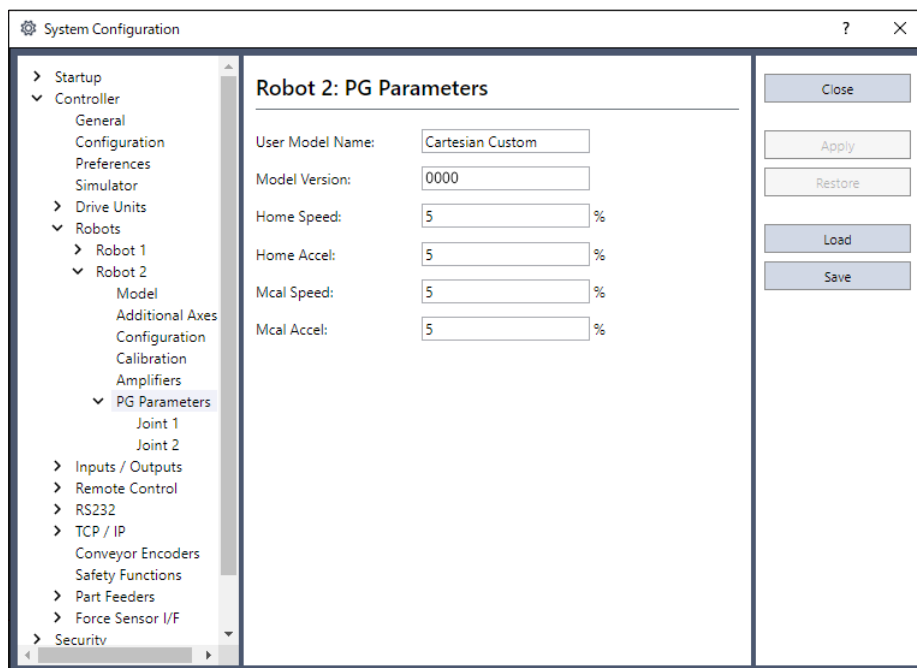 System Configuration
?
Startup
Controller
General
Configuration
Preferences
Simulator
Drive Units
Robots
Robot 1
Robot 2
Model
Additional Axes
Configuration
Calibration
Amplifiers
PG Parameters
Joint 1
Joint 2
Inputs / Outputs
Remote Control
RS232
TCP / IP
Conveyor Encoders
Safety Functions
Part Feeders
Force Sensor I/F
Security
Robot 2: PG Parameters
User Model Name: Cartesian Custom
Model Version: 0000
Home Speed: 5 %
Home Accel: 5 %
Mcal Speed: 5 %
Mcal Accel: 5 %
Close
Apply
Restore
Load
Save